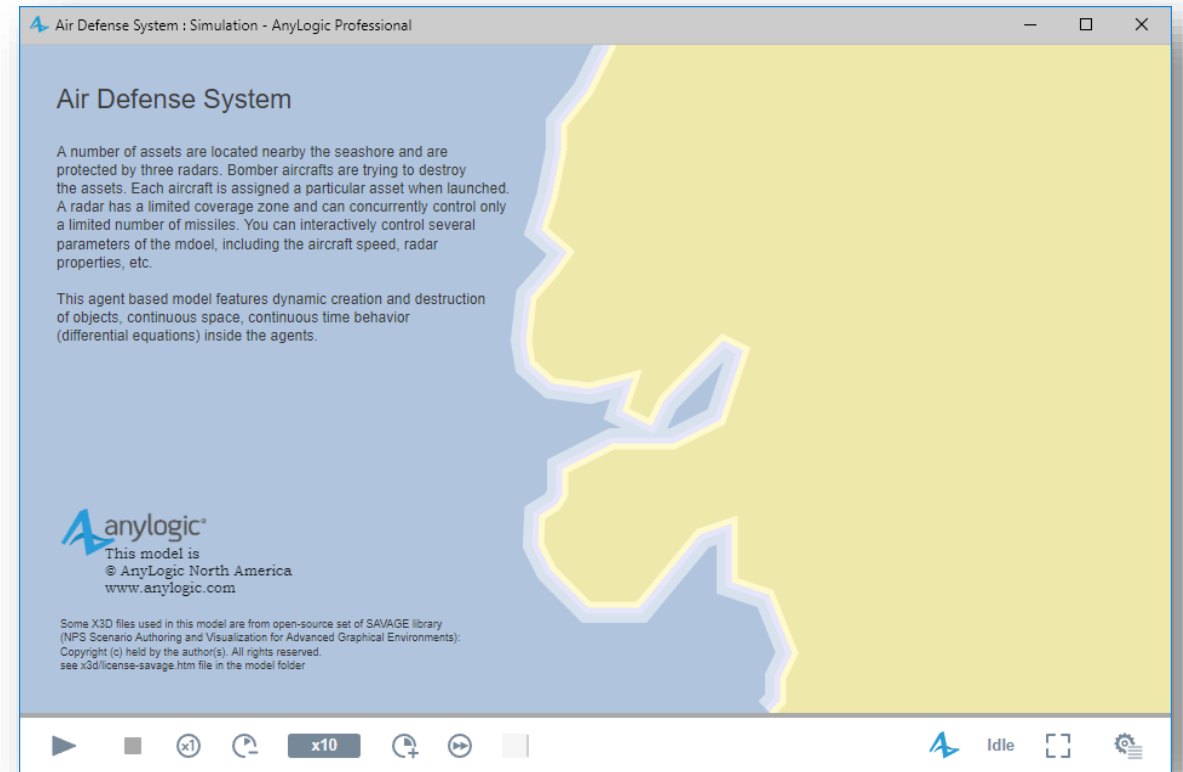 Air Defense System : Simulation - AnyLogic Professional
Air Defense System
A number of assets are located nearby the seashore and are
protected by three radars. Bomber aircrafts are trying to destroy
the assets. Each aircraft is assigned a particular asset when launched.
A radar has a limited coverage zone and can concurrently control only
a limited number of missiles. You can interactively control several
parameters of the mdoel, including the aircraft speed, radar
properties, etc.
This agent based model features dynamic creation and destruction
of objects, continuous space, continuous time behavior
(differential equations) inside the agents.
anylogic®
This model is
© AnyLogic North America
www.anylogic.com
Some X3D files used in this model are from open-source set of SAVAGE library
(NPS Scenario Authoring and Visualization for Advanced Graphical Environments):
Copyright (c) held by the author(s). All rights reserved.
see x3d/license-savage.htm file in the model folder
x1 x10 Idle